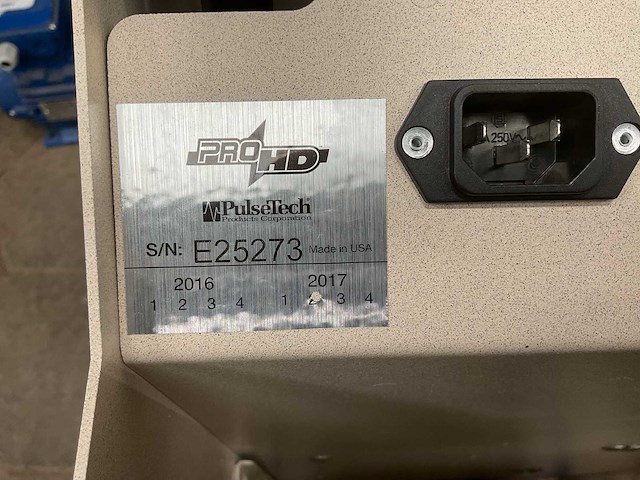 PRO HD
PulseTech
Products Corporation
S/N: E25273 Made in USA
2016 2017
1 2 3 4 1 2 3 4
250V~